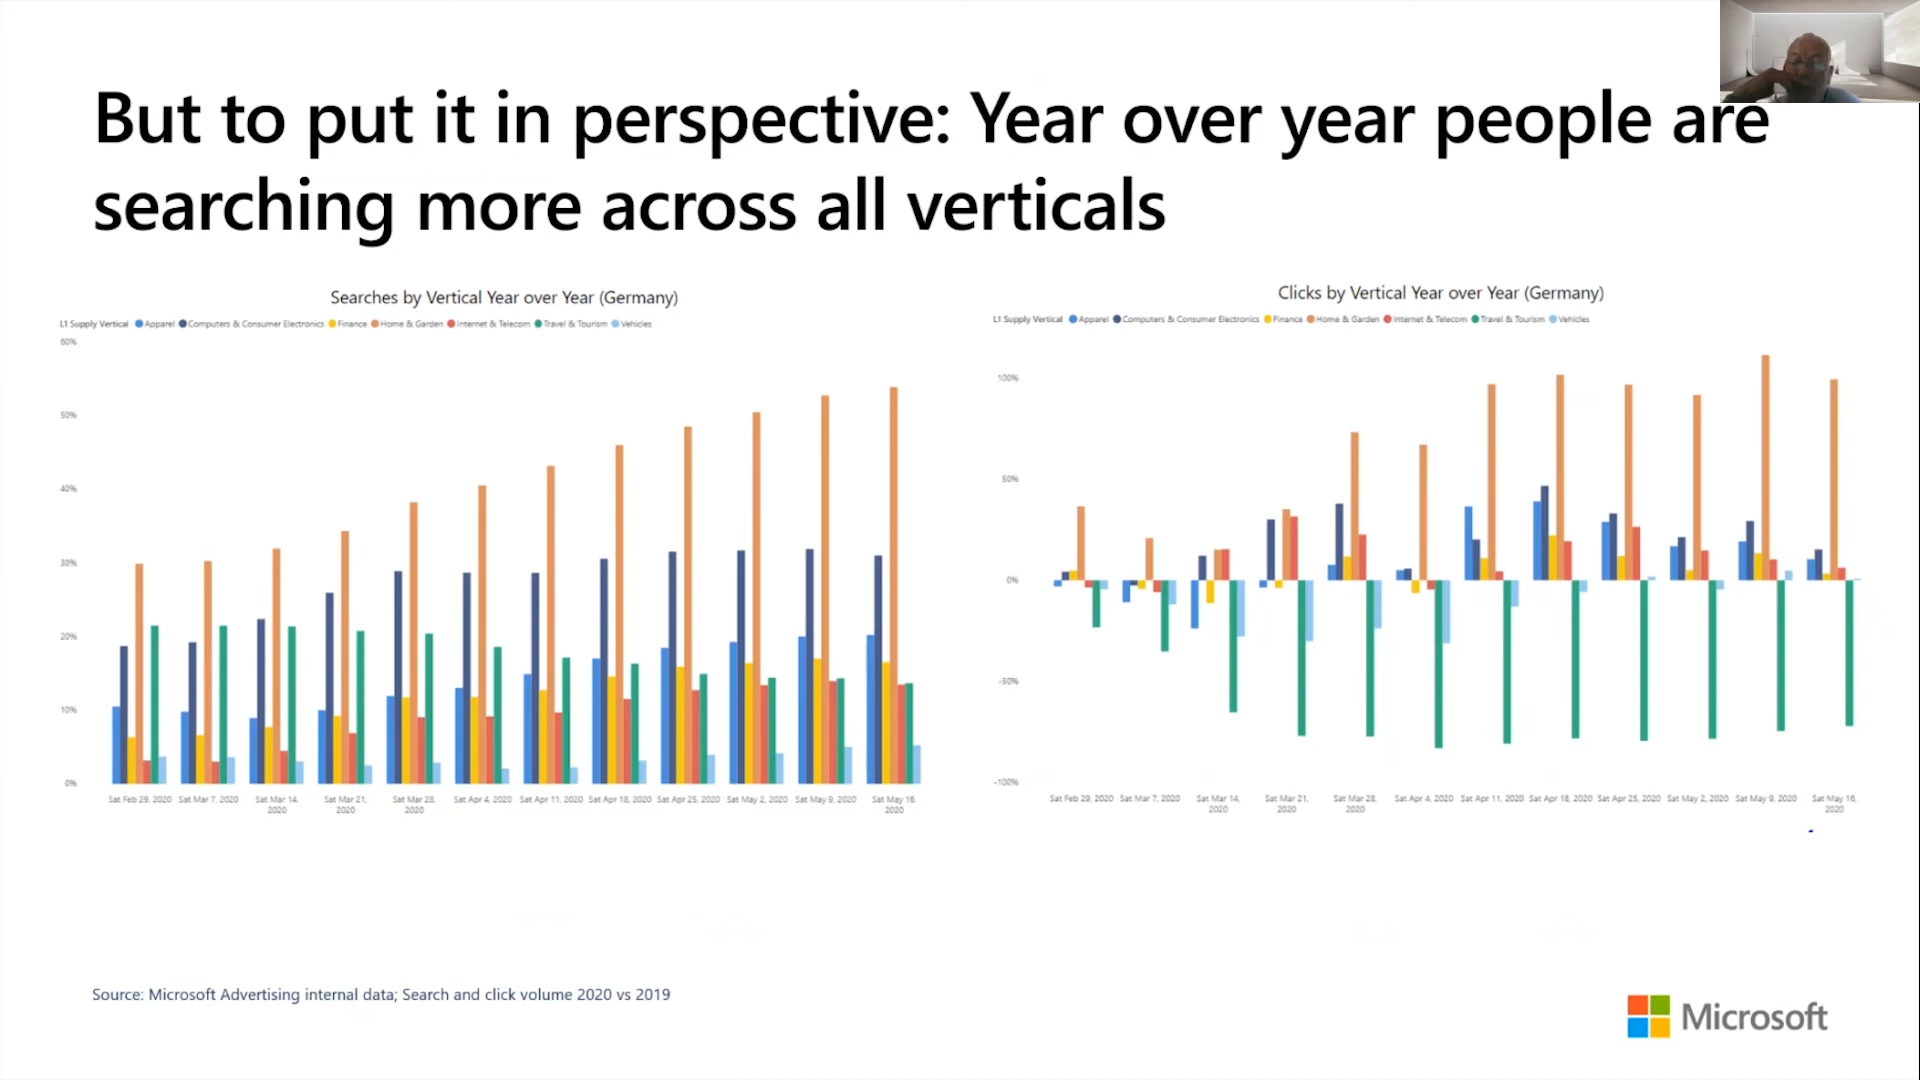 But to put it in perspective: Year over year people are
searching more across all verticals
Searches by Vertical Year over Year (Germany)
L1 Supply Vertical Apparel Computers & Consumer Electronics Finance Home & Garden Internet & Telecom Travel & Tourism Vehicles
60%
50%
40%
30%
20%
10%
0%
Sat Feb 29, 2020 Sat Mar 7, 2020 Sat Mar 14, Sat Mar 21, Sat Mar 28, Sat Apr 4, 2020 Sat Apr 11, 2020 Sat Apr 18, 2020 Sat Apr 25, 2020 Sat May 2, 2020 Sat May 9, 2020 Sat May 16,
2020 2020 2020 2020
Clicks by Vertical Year over Year (Germany)
L1 Supply Vertical Apparel Computers & Consumer Electronics Finance Home & Garden Internet & Telecom Travel & Tourism Vehicles
100%
50%
0%
-50%
-100%
Sat Feb 29, 2020 Sat Mar 7, 2020 Sat Mar 14, Sat Mar 21, Sat Mar 28, Sat Apr 4, 2020 Sat Apr 11, 2020 Sat Apr 18, 2020 Sat Apr 25, 2020 Sat May 2, 2020 Sat May 9, 2020 Sat May 16,
2020 2020 2020 2020
Source: Microsoft Advertising internal data; Search and click volume 2020 vs 2019
Microsoft